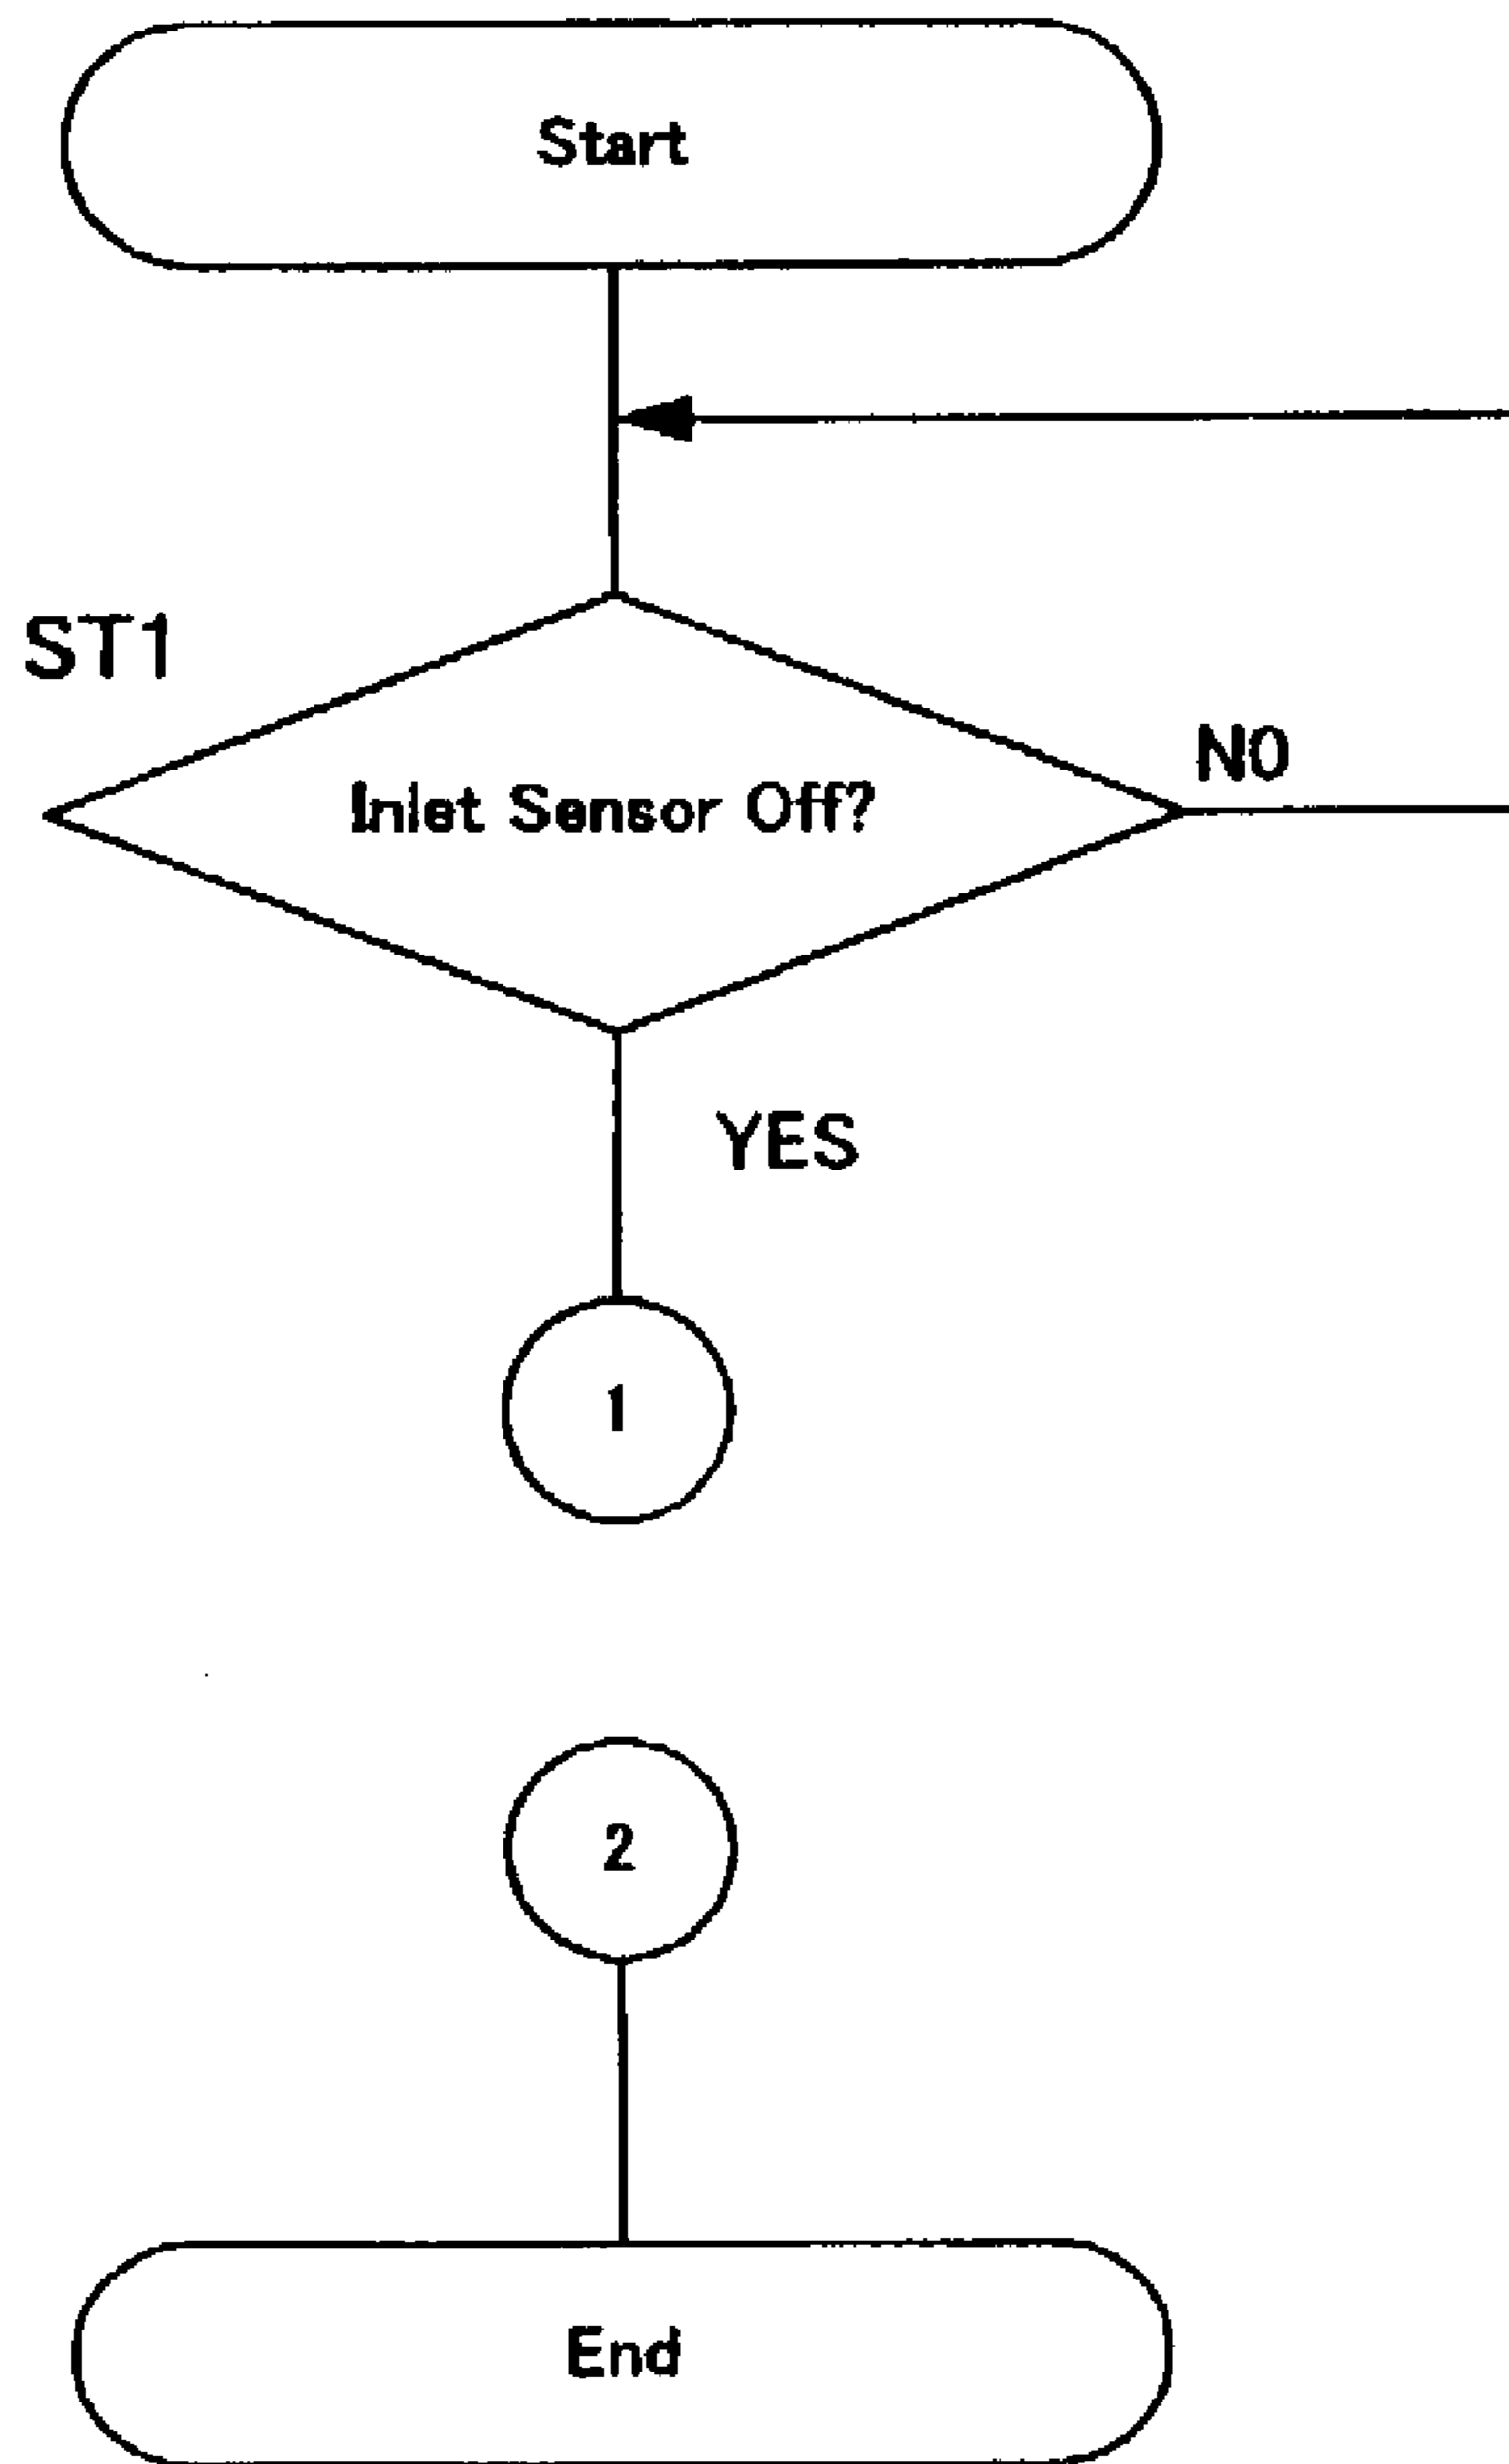 Start
ST1
Inlet Sensor Off?
NO
YES
1
2
End